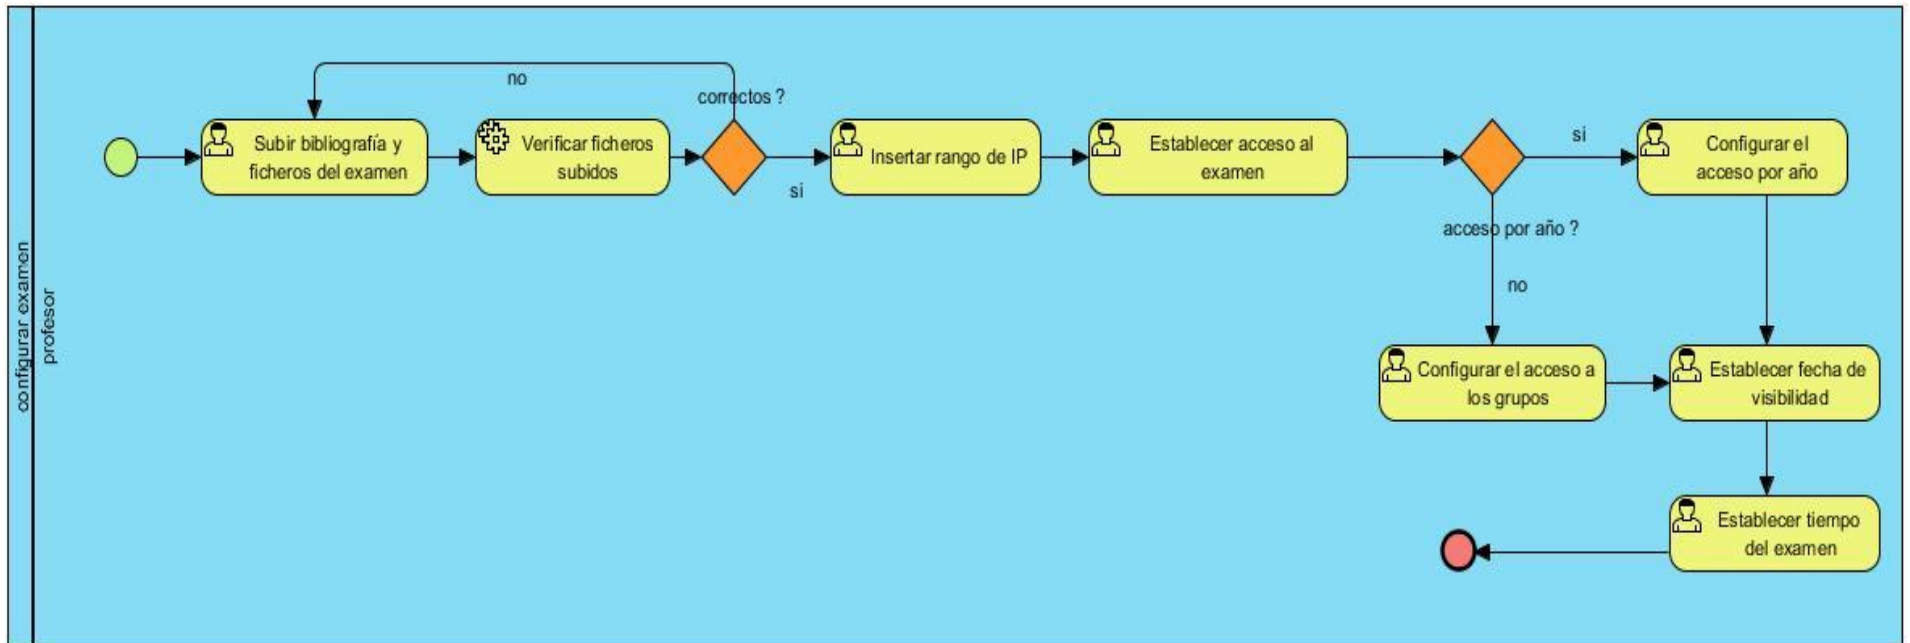 configurar examen
profesor
no
correctos ?
Subir bibliografía y
ficheros del examen
Verificar ficheros
subidos
si
Insertar rango de IP
Establecer acceso al
examen
si
Configurar el
acceso por año
acceso por año ?
no
Configurar el acceso a
los grupos
Establecer fecha de
visibilidad
Establecer tiempo
del examen